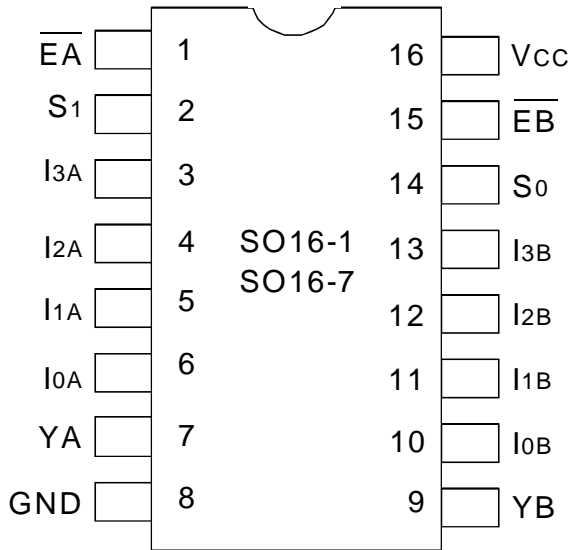 EA 1 16 VCC
S1 2 15 EB
I3A 3 14 S0
I2A 4 SO16-1 13 I3B
SO16-7
I1A 5 12 I2B
I0A 6 11 I1B
YA 7 10 I0B
GND 8 9 YB